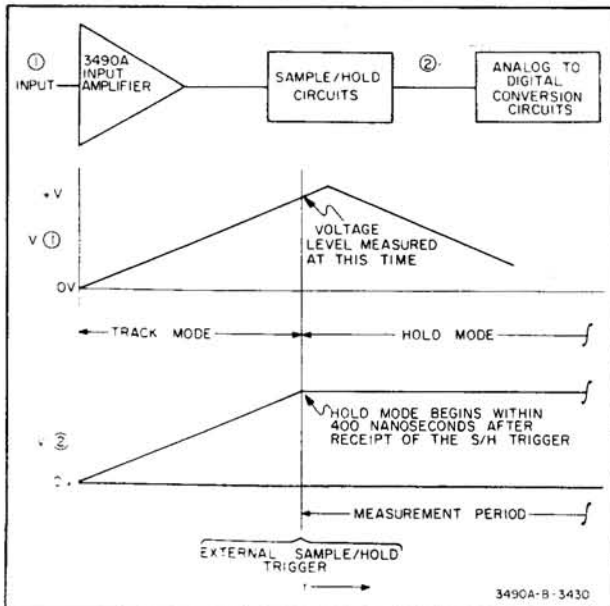 ①
INPUT
3490A
INPUT
AMPLIFIER
SAMPLE/HOLD
CIRCUITS
②
ANALOG TO
DIGITAL
CONVERSION
CIRCUITS
+V
V ①
0V
VOLTAGE
LEVEL MEASURED
AT THIS TIME
TRACK MODE
HOLD MODE
HOLD MODE BEGINS WITHIN
400 NANOSECONDS AFTER
RECEIPT OF THE S/H TRIGGER
V ②
MEASUREMENT PERIOD
EXTERNAL SAMPLE/HOLD
TRIGGER
3490A-B-3430